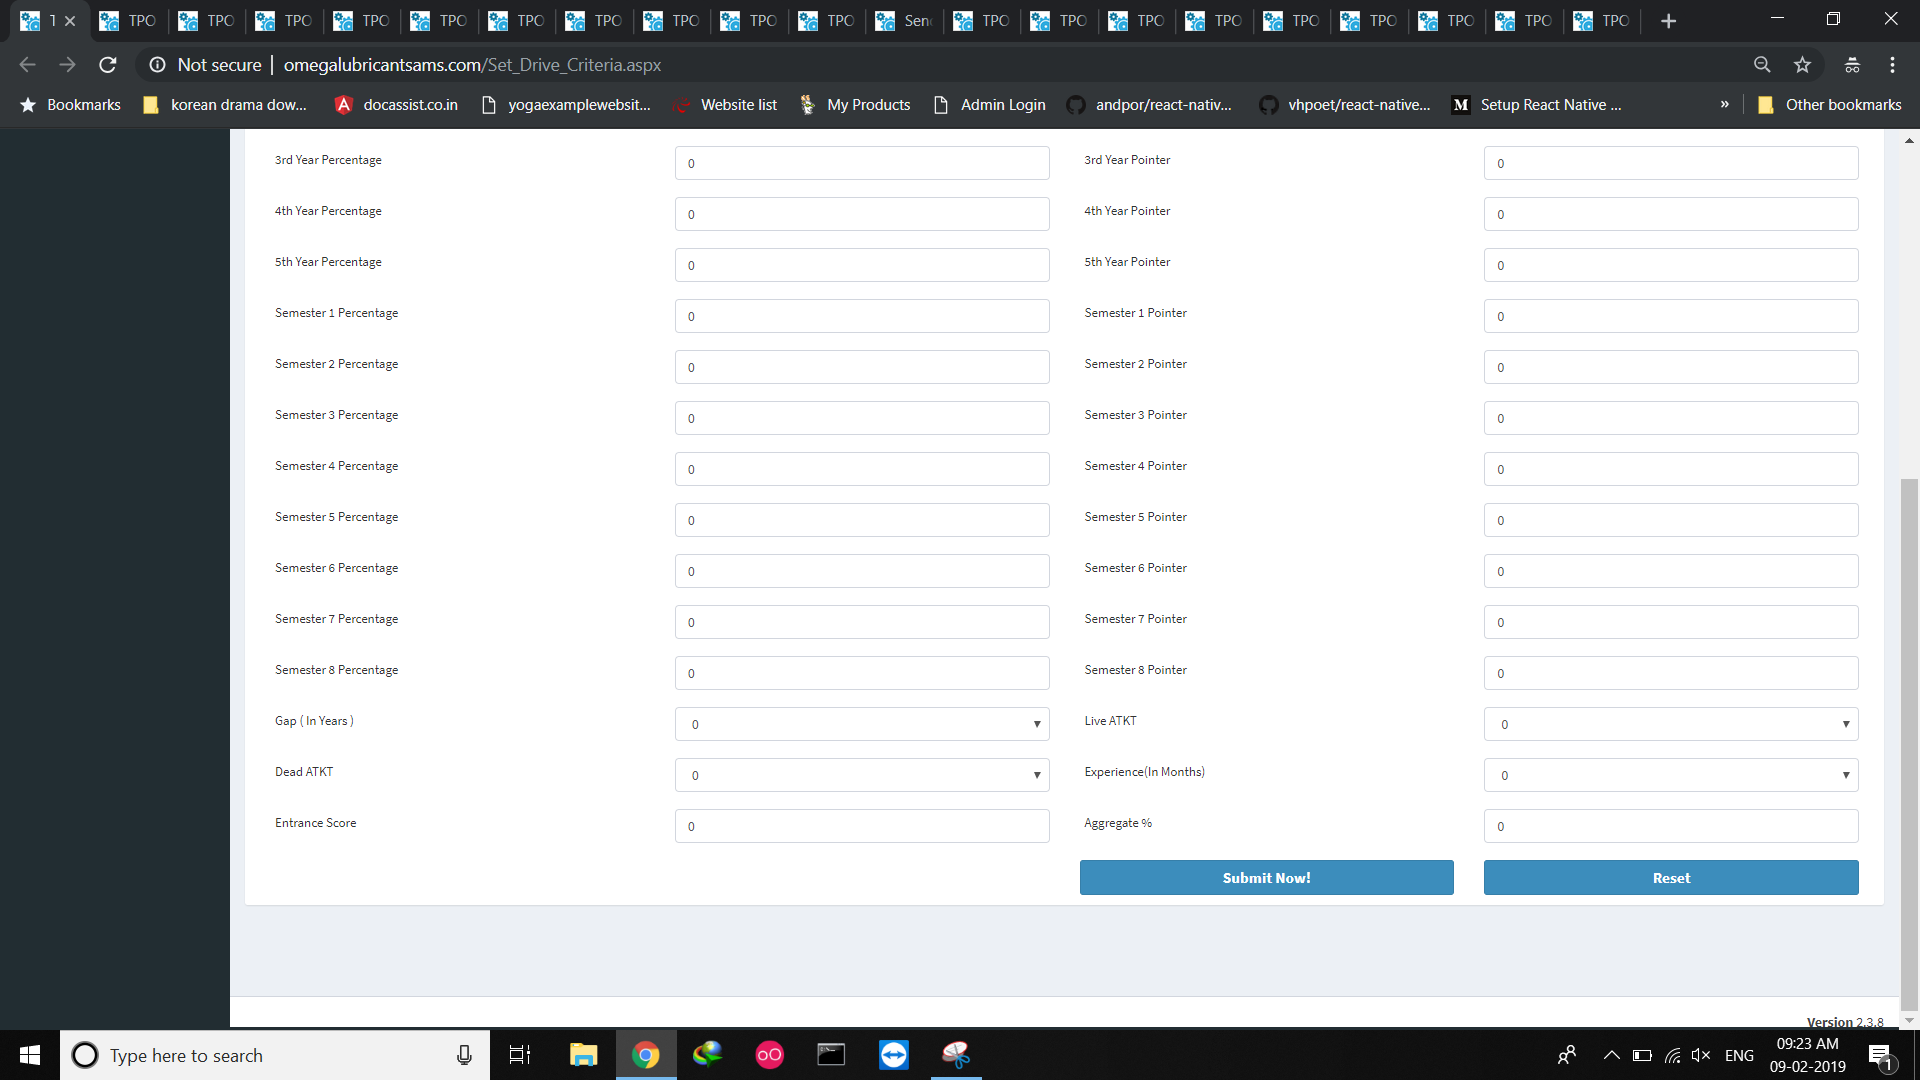 T TPO TPO TPO TPO TPO TPO TPO TPO TPO TPO Sen TPO TPO TPO TPO TPO TPO TPO TPO TPO
Not secure | omegalubricantsams.com/Set_Drive_Criteria.aspx
Bookmarks korean drama dow... docassist.co.in yogaexamplewebsit... Website list My Products Admin Login andpor/react-nativ... vhpoet/react-native... M Setup React Native ... » Other bookmarks
3rd Year Percentage 0 3rd Year Pointer 0
4th Year Percentage 0 4th Year Pointer 0
5th Year Percentage 0 5th Year Pointer 0
Semester 1 Percentage 0 Semester 1 Pointer 0
Semester 2 Percentage 0 Semester 2 Pointer 0
Semester 3 Percentage 0 Semester 3 Pointer 0
Semester 4 Percentage 0 Semester 4 Pointer 0
Semester 5 Percentage 0 Semester 5 Pointer 0
Semester 6 Percentage 0 Semester 6 Pointer 0
Semester 7 Percentage 0 Semester 7 Pointer 0
Semester 8 Percentage 0 Semester 8 Pointer 0
Gap ( In Years ) 0 Live ATKT 0
Dead ATKT 0 Experience(In Months) 0
Entrance Score 0 Aggregate % 0
Submit Now! Reset
Version 2.3.8
Type here to search ENG 09:23 AM
09-02-2019 1